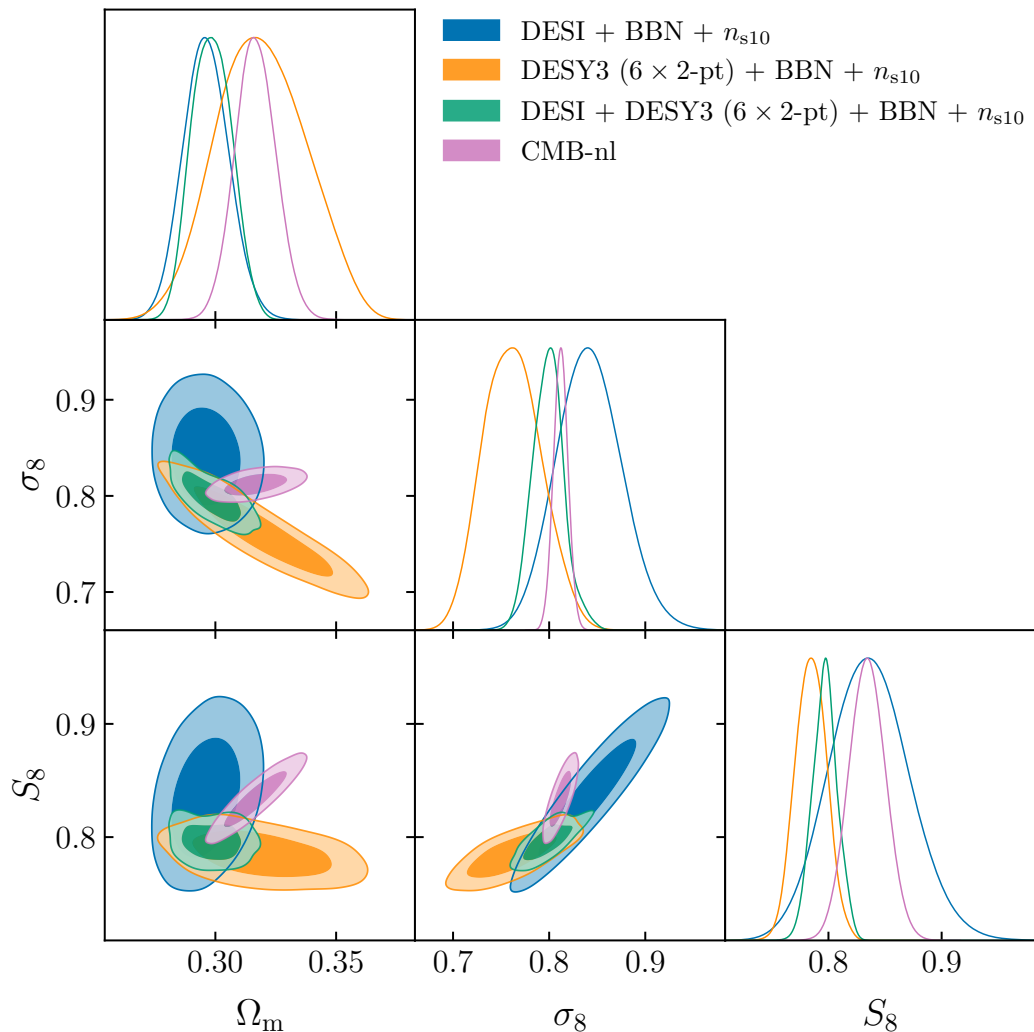 DESI + BBN + n_s10
DESY3 (6 × 2-pt) + BBN + n_s10
DESI + DESY3 (6 × 2-pt) + BBN + n_s10
CMB-nl
0.9
0.8
0.7
σ_8
0.9
0.8
S_8
0.30 0.35 0.7 0.8 0.9 0.8 0.9
Ω_m σ_8 S_8